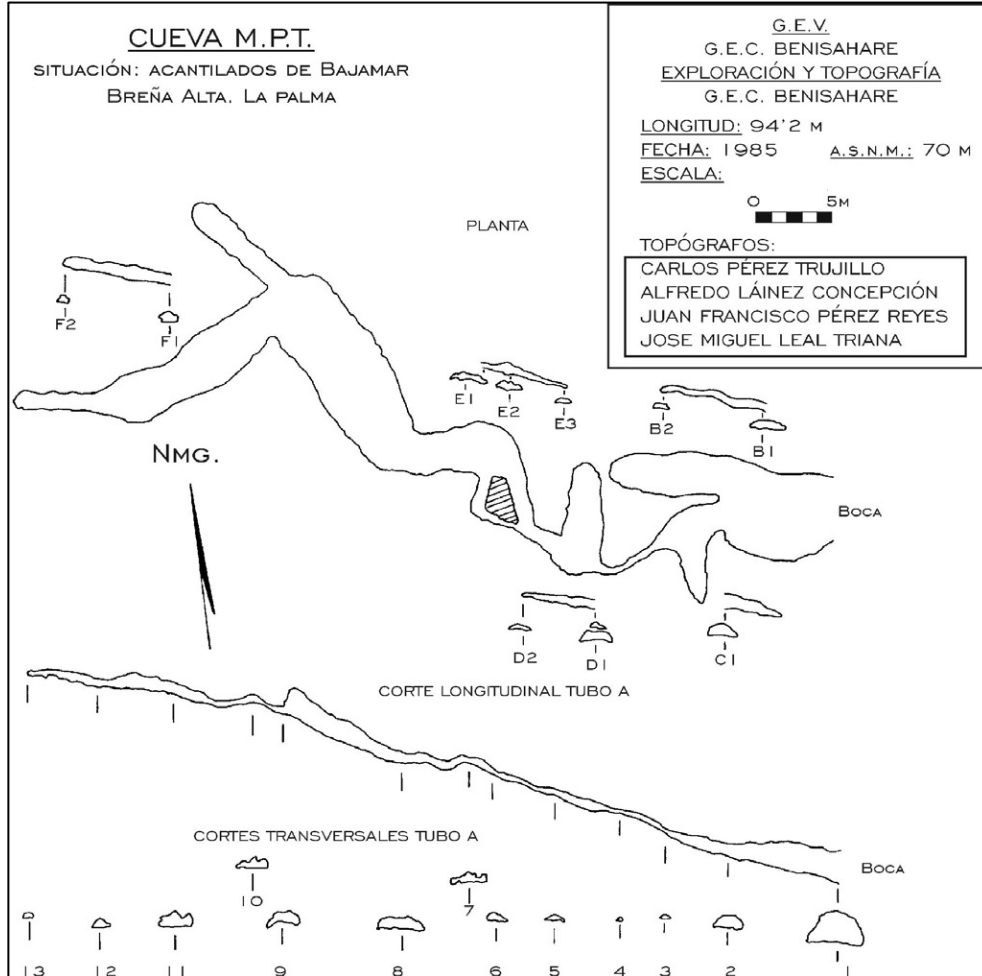 CUEVA M.P.T.
SITUACIÓN: ACANTILADOS DE BAJAMAR
BREÑA ALTA. LA PALMA
G.E.V.
G.E.C. BENISAHARE
EXPLORACIÓN Y TOPOGRAFÍA
G.E.C. BENISAHARE
LONGITUD: 94'2 M
FECHA: 1985 A.S.N.M.: 70 M
ESCALA:
0 5M
TOPÓGRAFOS:
CARLOS PÉREZ TRUJILLO
ALFREDO LÁINEZ CONCEPCIÓN
JUAN FRANCISCO PÉREZ REYES
JOSE MIGUEL LEAL TRIANA
PLANTA
F2 F1
E1 E2 E3
B2 B1
NMG.
BOCA
D2 D1 C1
CORTE LONGITUDINAL TUBO A
CORTES TRANSVERSALES TUBO A
BOCA
10 7
13 12 11 9 8 6 5 4 3 2 1